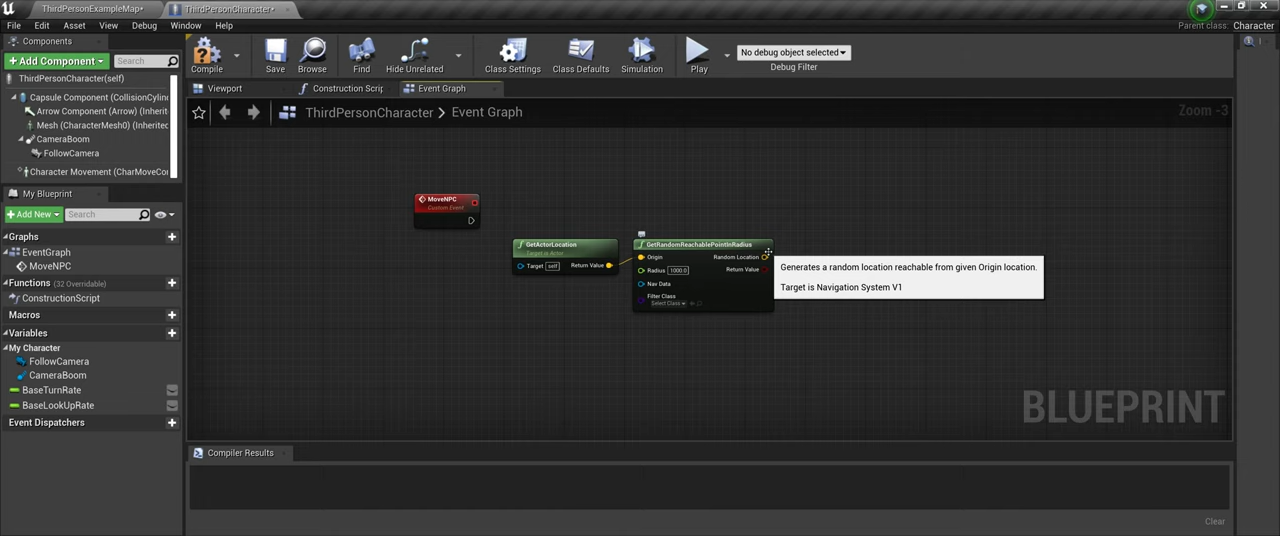 ThirdPersonExampleMap•
ThirdPersonCharacter•
File Edit Asset View Debug Window Help
Parent class: Character
Components
+ Add Component
Search
ThirdPersonCharacter(self)
Capsule Component (CollisionCylin
Arrow Component (Arrow) (Inherit
Mesh (CharacterMesh0) (Inherited
CameraBoom
FollowCamera
Character Movement (CharMoveCor
My Blueprint
+ Add New
Search
Graphs
EventGraph
MoveNPC
Functions (32 Overridable)
ConstructionScript
Macros
Variables
My Character
FollowCamera
CameraBoom
BaseTurnRate
BaseLookUpRate
Event Dispatchers
Compile
Save
Browse
Find
Hide Unrelated
Class Settings
Class Defaults
Simulation
Play
No debug object selected
Debug Filter
Viewport
Construction Scrip
Event Graph
ThirdPersonCharacter > Event Graph
Zoom -3
MoveNPC
Custom Event
GetActorLocation
Target is Actor
Target self
Return Value
GetRandomReachablePointInRadius
Origin
Random Location
Radius 1000.0
Return Value
Nav Data
Filter Class
Select Class
Generates a random location reachable from given Origin location.
Target is Navigation System V1
BLUEPRINT
Compiler Results
Clear